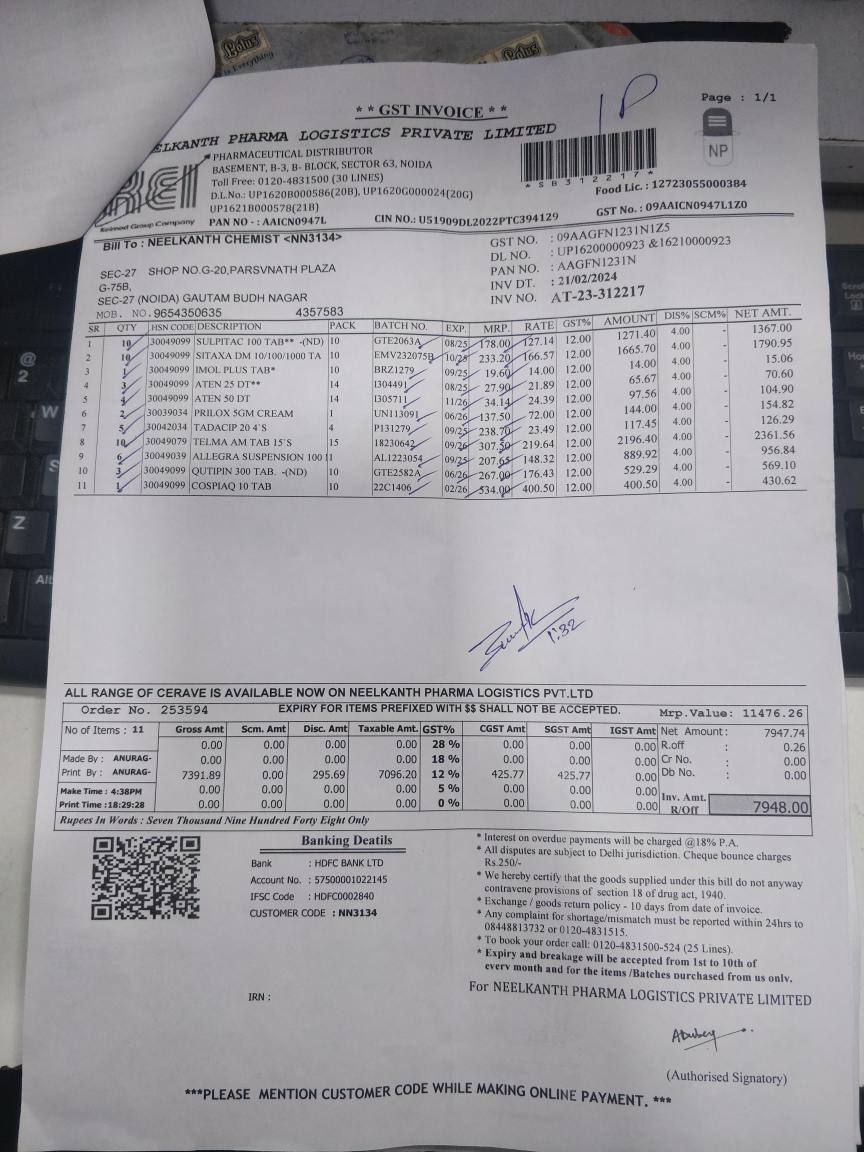 Lotus
is Everything
Lotus
** GST INVOICE **
1P
Page : 1/1
ELKANTH PHARMA LOGISTICS PRIVATE LIMITED
NP
PHARMACEUTICAL DISTRIBUTOR
BASEMENT, B-3, B- BLOCK, SECTOR 63, NOIDA
Toll Free: 0120-4831500 (30 LINES)
D.L.No.: UP1620B000586(20B), UP1620G000024(20G)
UP1621B000578(21B)
REL
Reimed Group Company
*SB312217*
Food Lic. : 12723055000384
PAN NO - : AAICN0947L
CIN NO.: U51909DL2022PTC394129
GST No. : 09AAICN0947L1Z0
Bill To : NEELKANTH CHEMIST <NN3134>
SEC-27 SHOP NO.G-20,PARSVNATH PLAZA
G-75B,
SEC-27 (NOIDA) GAUTAM BUDH NAGAR
MOB. NO. 9654350635 4357583
GST NO. : 09AAGFN1231N1Z5
DL NO. : UP16200000923 &16210000923
PAN NO. : AAGFN1231N
INV DT. : 21/02/2024
INV NO. AT-23-312217
SR QTY HSN CODE DESCRIPTION PACK BATCH NO. EXP. MRP. RATE GST% AMOUNT DIS% SCM% NET AMT.
1 10 30049099 SULPITAC 100 TAB** -(ND) 10 GTE2063A 08/25 178.00 127.14 12.00 1271.40 4.00 - 1367.00
2 10 30049099 SITAXA DM 10/100/1000 TA 10 EMV232075B 10/25 233.20 166.57 12.00 1665.70 4.00 - 1790.95
3 1 30049099 IMOL PLUS TAB* 10 BRZ1279 09/25 19.60 14.00 12.00 14.00 4.00 - 15.06
4 3 30049099 ATEN 25 DT** 14 I304491 08/25 27.90 21.89 12.00 65.67 4.00 - 70.60
5 4 30049099 ATEN 50 DT 14 I305711 11/26 34.14 24.39 12.00 97.56 4.00 - 104.90
6 2 30039034 PRILOX 5GM CREAM 1 UN113091 06/26 137.50 72.00 12.00 144.00 4.00 - 154.82
7 5 30042034 TADACIP 20 4`S 4 P131279 09/25 238.70 23.49 12.00 117.45 4.00 - 126.29
8 10 30049079 TELMA AM TAB 15`S 15 18230642 09/26 307.50 219.64 12.00 2196.40 4.00 - 2361.56
9 6 30049039 ALLEGRA SUSPENSION 100 1 1 AL1223054 09/25 207.65 148.32 12.00 889.92 4.00 - 956.84
10 3 30049099 QUTIPIN 300 TAB. -(ND) 10 GTE2582A 06/26 267.00 176.43 12.00 529.29 4.00 - 569.10
11 1 30049099 COSPIAQ 10 TAB 10 22C1406 02/26 534.00 400.50 12.00 400.50 4.00 - 430.62
1:32
ALL RANGE OF CERAVE IS AVAILABLE NOW ON NEELKANTH PHARMA LOGISTICS PVT.LTD
Order No. 253594 EXPIRY FOR ITEMS PREFIXED WITH $$ SHALL NOT BE ACCEPTED. Mrp.Value: 11476.26
No of Items : 11 Gross Amt Scm. Amt Disc. Amt Taxable Amt. GST% CGST Amt SGST Amt IGST Amt Net Amount: 7947.74
0.00 0.00 0.00 0.00 28 % 0.00 0.00 0.00 R.off : 0.26
Made By : ANURAG- 0.00 0.00 0.00 0.00 18 % 0.00 0.00 0.00 Cr No. : 0.00
Print By : ANURAG- 7391.89 0.00 295.69 7096.20 12 % 425.77 425.77 0.00 Db No. : 0.00
Make Time : 4:38PM 0.00 0.00 0.00 0.00 5 % 0.00 0.00 0.00
Print Time :18:29:28 0.00 0.00 0.00 0.00 0 % 0.00 0.00 0.00 Inv. Amt. R/Off 7948.00
Rupees In Words : Seven Thousand Nine Hundred Forty Eight Only
Banking Deatils
Bank : HDFC BANK LTD
Account No. : 57500001022145
IFSC Code : HDFC0002840
CUSTOMER CODE : NN3134
IRN :
* Interest on overdue payments will be charged @18% P.A.
* All disputes are subject to Delhi jurisdiction. Cheque bounce charges
Rs.250/-
* We hereby certify that the goods supplied under this bill do not anyway
contravene provisions of section 18 of drug act, 1940.
* Exchange / goods return policy - 10 days from date of invoice.
* Any complaint for shortage/mismatch must be reported within 24hrs to
08448813732 or 0120-4831515.
* To book your order call: 0120-4831500-524 (25 Lines).
* Expiry and breakage will be accepted from 1st to 10th of
every month and for the items /Batches purchased from us only.
For NEELKANTH PHARMA LOGISTICS PRIVATE LIMITED
(Authorised Signatory)
***PLEASE MENTION CUSTOMER CODE WHILE MAKING ONLINE PAYMENT. ***